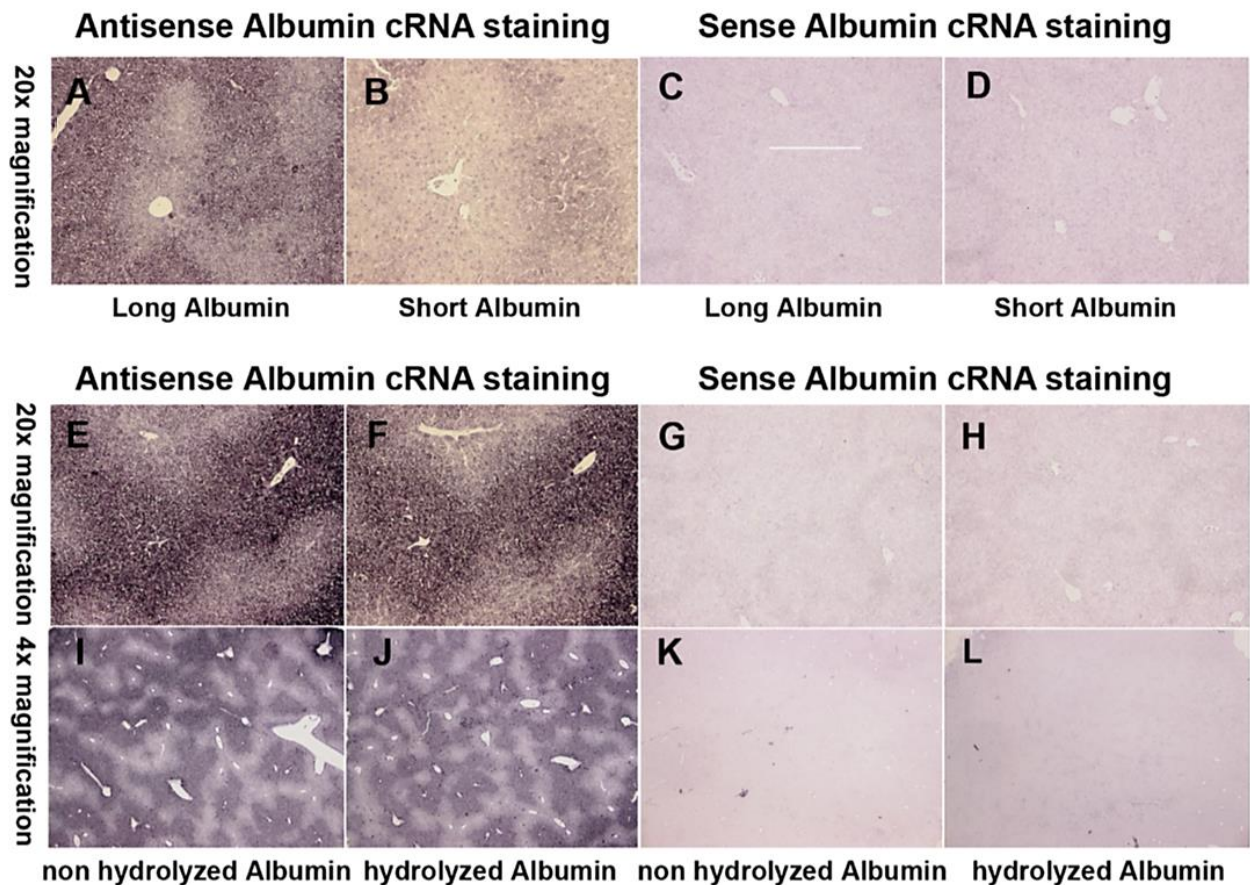 Antisense Albumin cRNA staining
Sense Albumin cRNA staining
20x magnification
A
B
C
D
Long Albumin
Short Albumin
Long Albumin
Short Albumin
Antisense Albumin cRNA staining
Sense Albumin cRNA staining
20x magnification
E
F
G
H
4x magnification
I
J
K
L
non hydrolyzed Albumin
hydrolyzed Albumin
non hydrolyzed Albumin
hydrolyzed Albumin